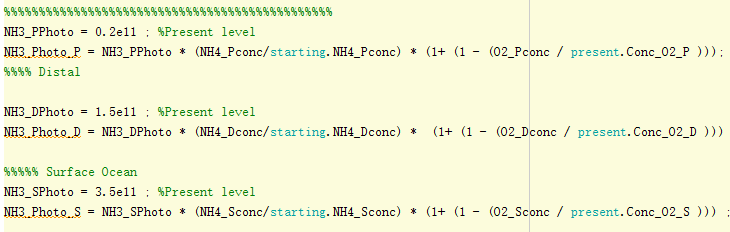 %%%%%%%%%%%%%%%%%%%%%%%%%%%%%%%%%%%%%%%%%%%%%%%
NH3_PPhoto = 0.2e11 ; %Present level
NH3_Photo_P = NH3_PPhoto * (NH4_Pconc/starting.NH4_Pconc) * (1+ (1 - (O2_Pconc / present.Conc_O2_P )));
%%%% Distal
NH3_DPhoto = 1.5e11 ; %Present level
NH3_Photo_D = NH3_DPhoto * (NH4_Dconc/starting.NH4_Dconc) *  (1+ (1 - (O2_Dconc / present.Conc_O2_D )))
%%%%% Surface Ocean
NH3_SPhoto = 3.5e11 ; %Present level
NH3_Photo_S = NH3_SPhoto * (NH4_Sconc/starting.NH4_Sconc) * (1+ (1 - (O2_Sconc / present.Conc_O2_S ))) ;